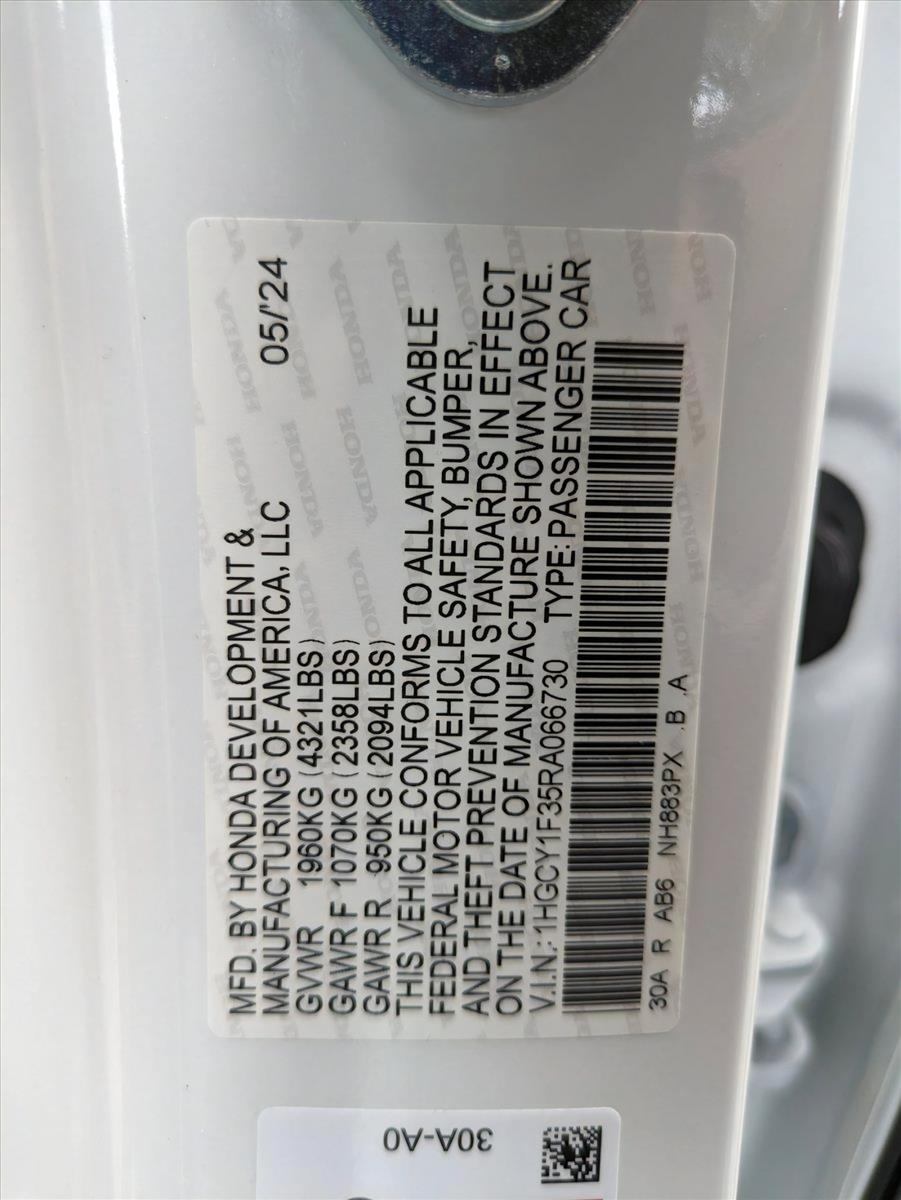 MFD. BY HONDA DEVELOPMENT &
MANUFACTURING OF AMERICA, LLC 05/'24
GVWR 1960KG (4321LBS)
GAWR F 1070KG (2358LBS)
GAWR R 950KG (2094LBS)
THIS VEHICLE CONFORMS TO ALL APPLICABLE
FEDERAL MOTOR VEHICLE SAFETY, BUMPER,
AND THEFT PREVENTION STANDARDS IN EFFECT
ON THE DATE OF MANUFACTURE SHOWN ABOVE.
V.I.N.: 1HGCY1F35RA066730 TYPE: PASSENGER CAR
30A R AB6 NH883PX .B .A
30A-A0